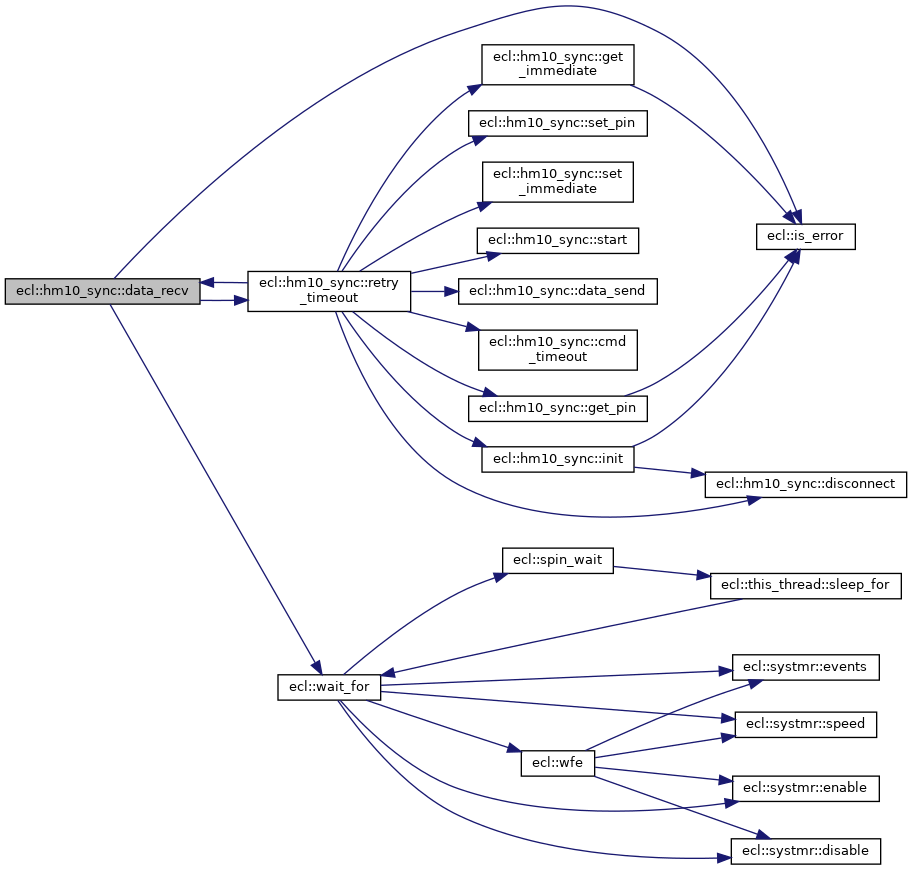 ecl::hm10_sync::get
_immediate
ecl::hm10_sync::set_pin
ecl::hm10_sync::set
_immediate
ecl::is_error
ecl::hm10_sync::start
ecl::hm10_sync::data_recv
ecl::hm10_sync::retry
_timeout
ecl::hm10_sync::data_send
ecl::hm10_sync::cmd
_timeout
ecl::hm10_sync::get_pin
ecl::hm10_sync::init
ecl::hm10_sync::disconnect
ecl::spin_wait
ecl::this_thread::sleep_for
ecl::wait_for
ecl::systmr::events
ecl::systmr::speed
ecl::wfe
ecl::systmr::enable
ecl::systmr::disable